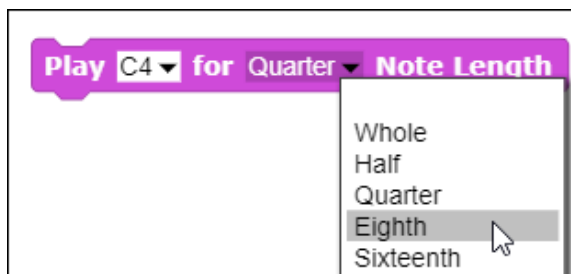 Play C4 for Quarter Note Length
Whole
Half
Quarter
Eighth
Sixteenth